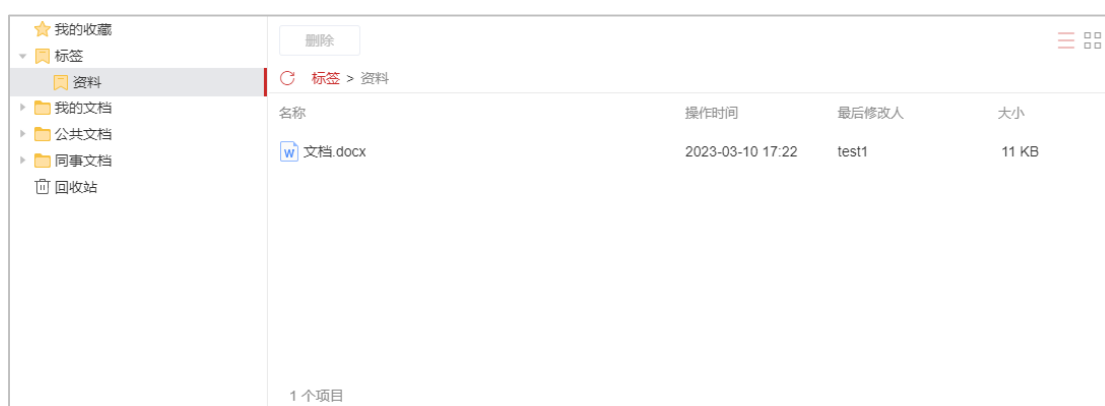 我的收藏
标签
资料
我的文档
公共文档
同事文档
回收站
删除
标签 > 资料
名称 操作时间 最后修改人 大小
W 文档.docx 2023-03-10 17:22 test1 11 KB
1 个项目